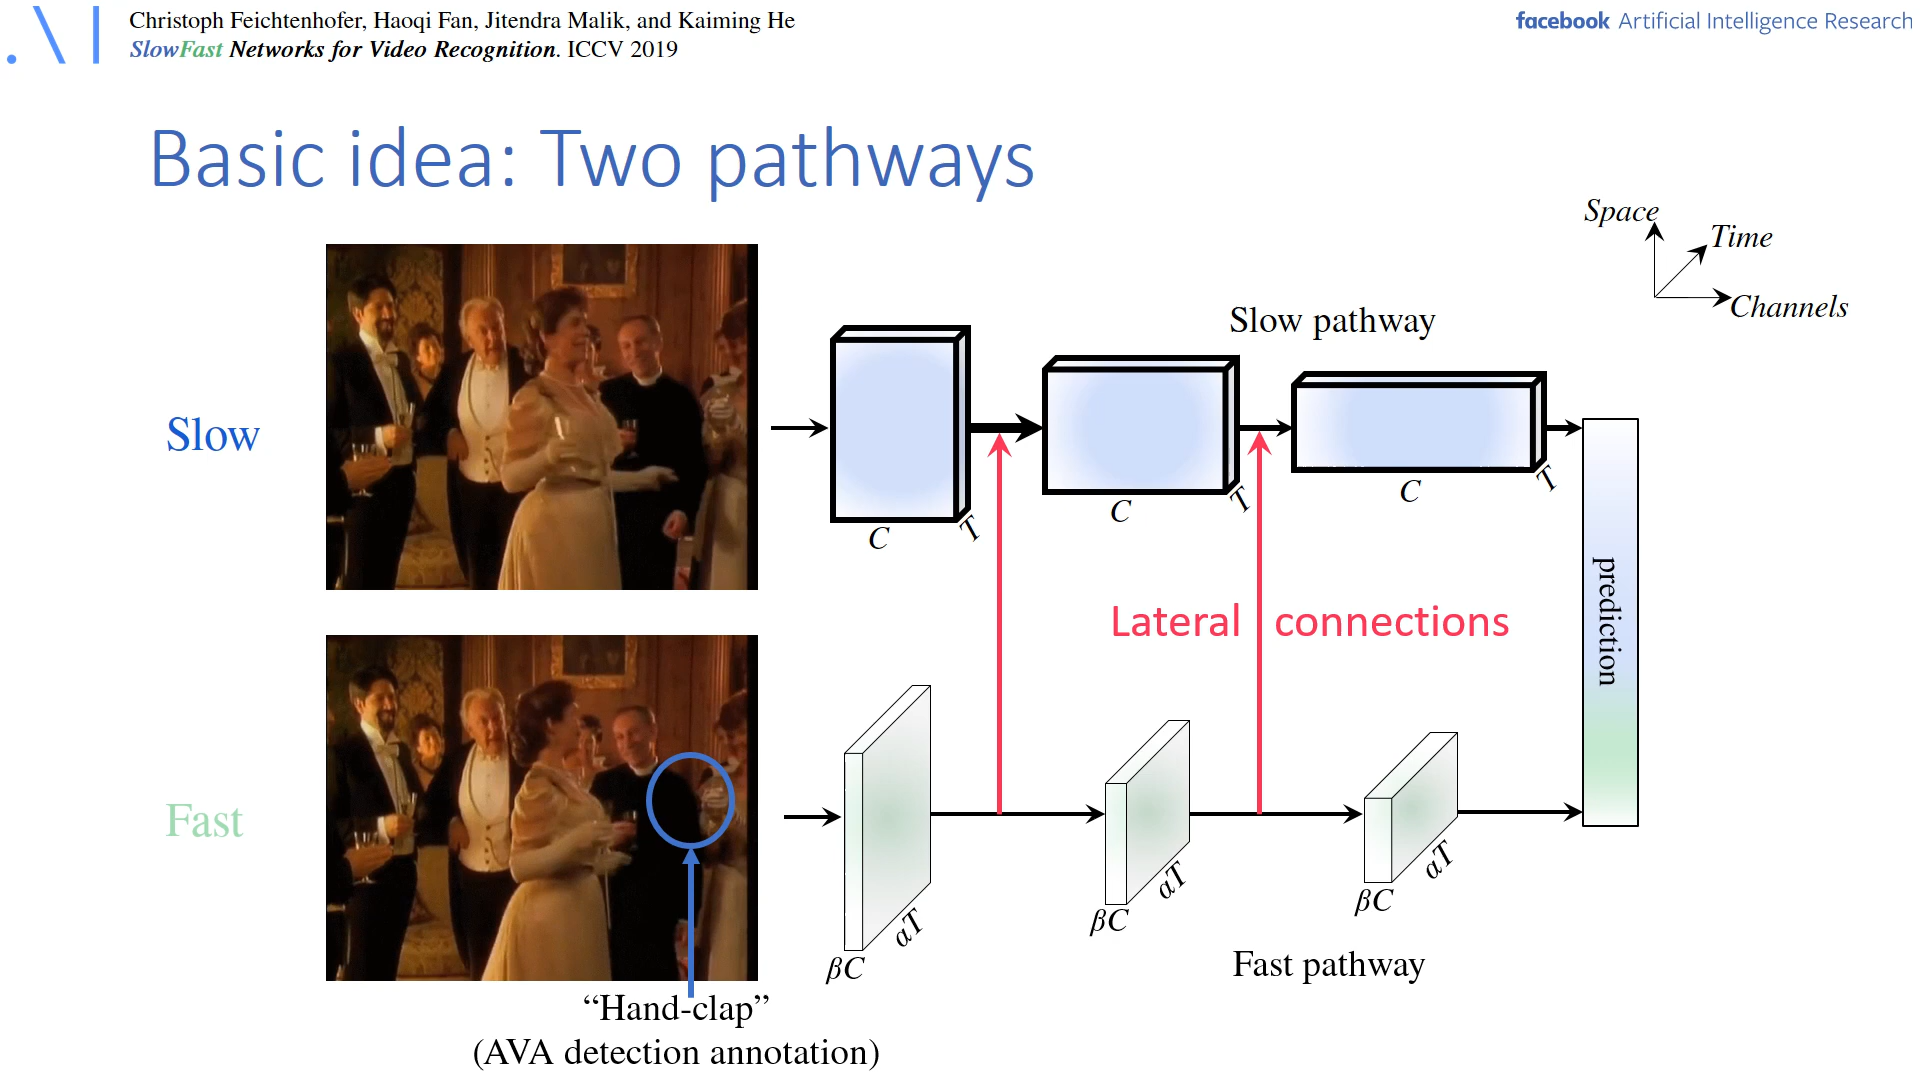 Christoph Feichtenhofer, Haoqi Fan, Jitendra Malik, and Kaiming He
SlowFast Networks for Video Recognition. ICCV 2019
facebook Artificial Intelligence Research
Basic idea: Two pathways
Space
Time
Channels
Slow pathway
Slow
C
T
C
T
C
T
Lateral connections
prediction
Fast
βC
αT
βC
αT
βC
αT
Fast pathway
“Hand-clap”
(AVA detection annotation)